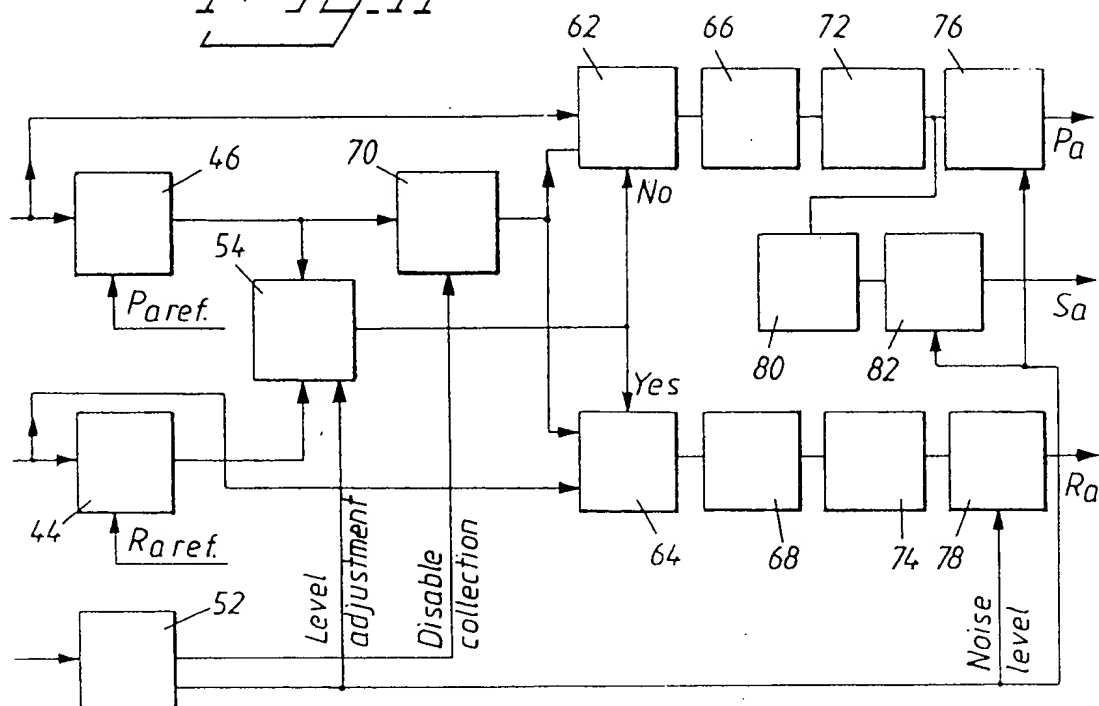 62
66
72
76
Pa
46
70
No
54
Pa ref.
Sa
80
82
Yes
Ra
44
Ra ref.
64
68
74
78
52
Level
adjustment
Disable
collection
Noise
level